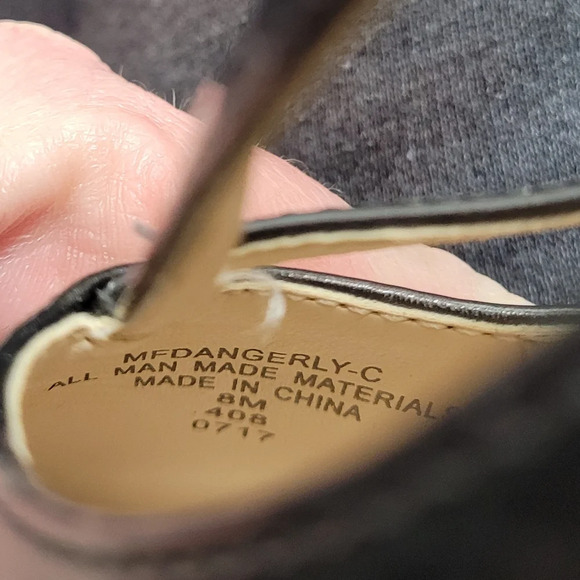 MFDANGERLY-C
ALL MAN MADE MATERIALS
MADE IN CHINA
8M
408
0717